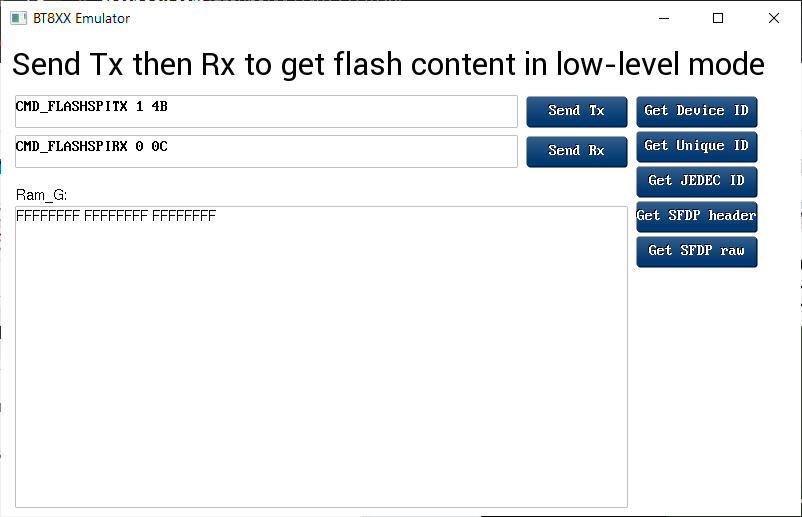 BT8XX Emulator
Send Tx then Rx to get flash content in low-level mode
CMD_FLASHSPITX 1 4B
Send Tx
Get Device ID
CMD_FLASHSPIRX 0 0C
Send Rx
Get Unique ID
Get JEDEC ID
Ram_G:
Get SFDP header
FFFFFFFF FFFFFFFF FFFFFFFF
Get SFDP raw